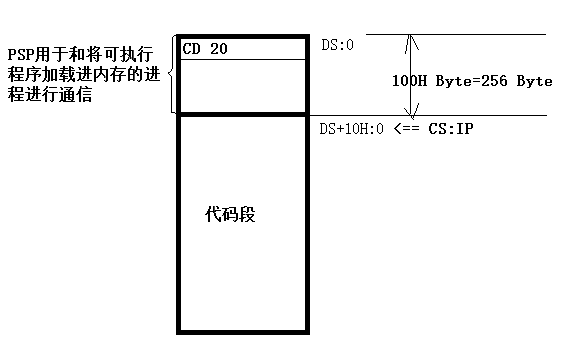 CD 20
DS:0
PSP用于和将可执行
程序加载进内存的进
程进行通信
100H Byte=256 Byte
DS+10H:0 <== CS:IP
代码段